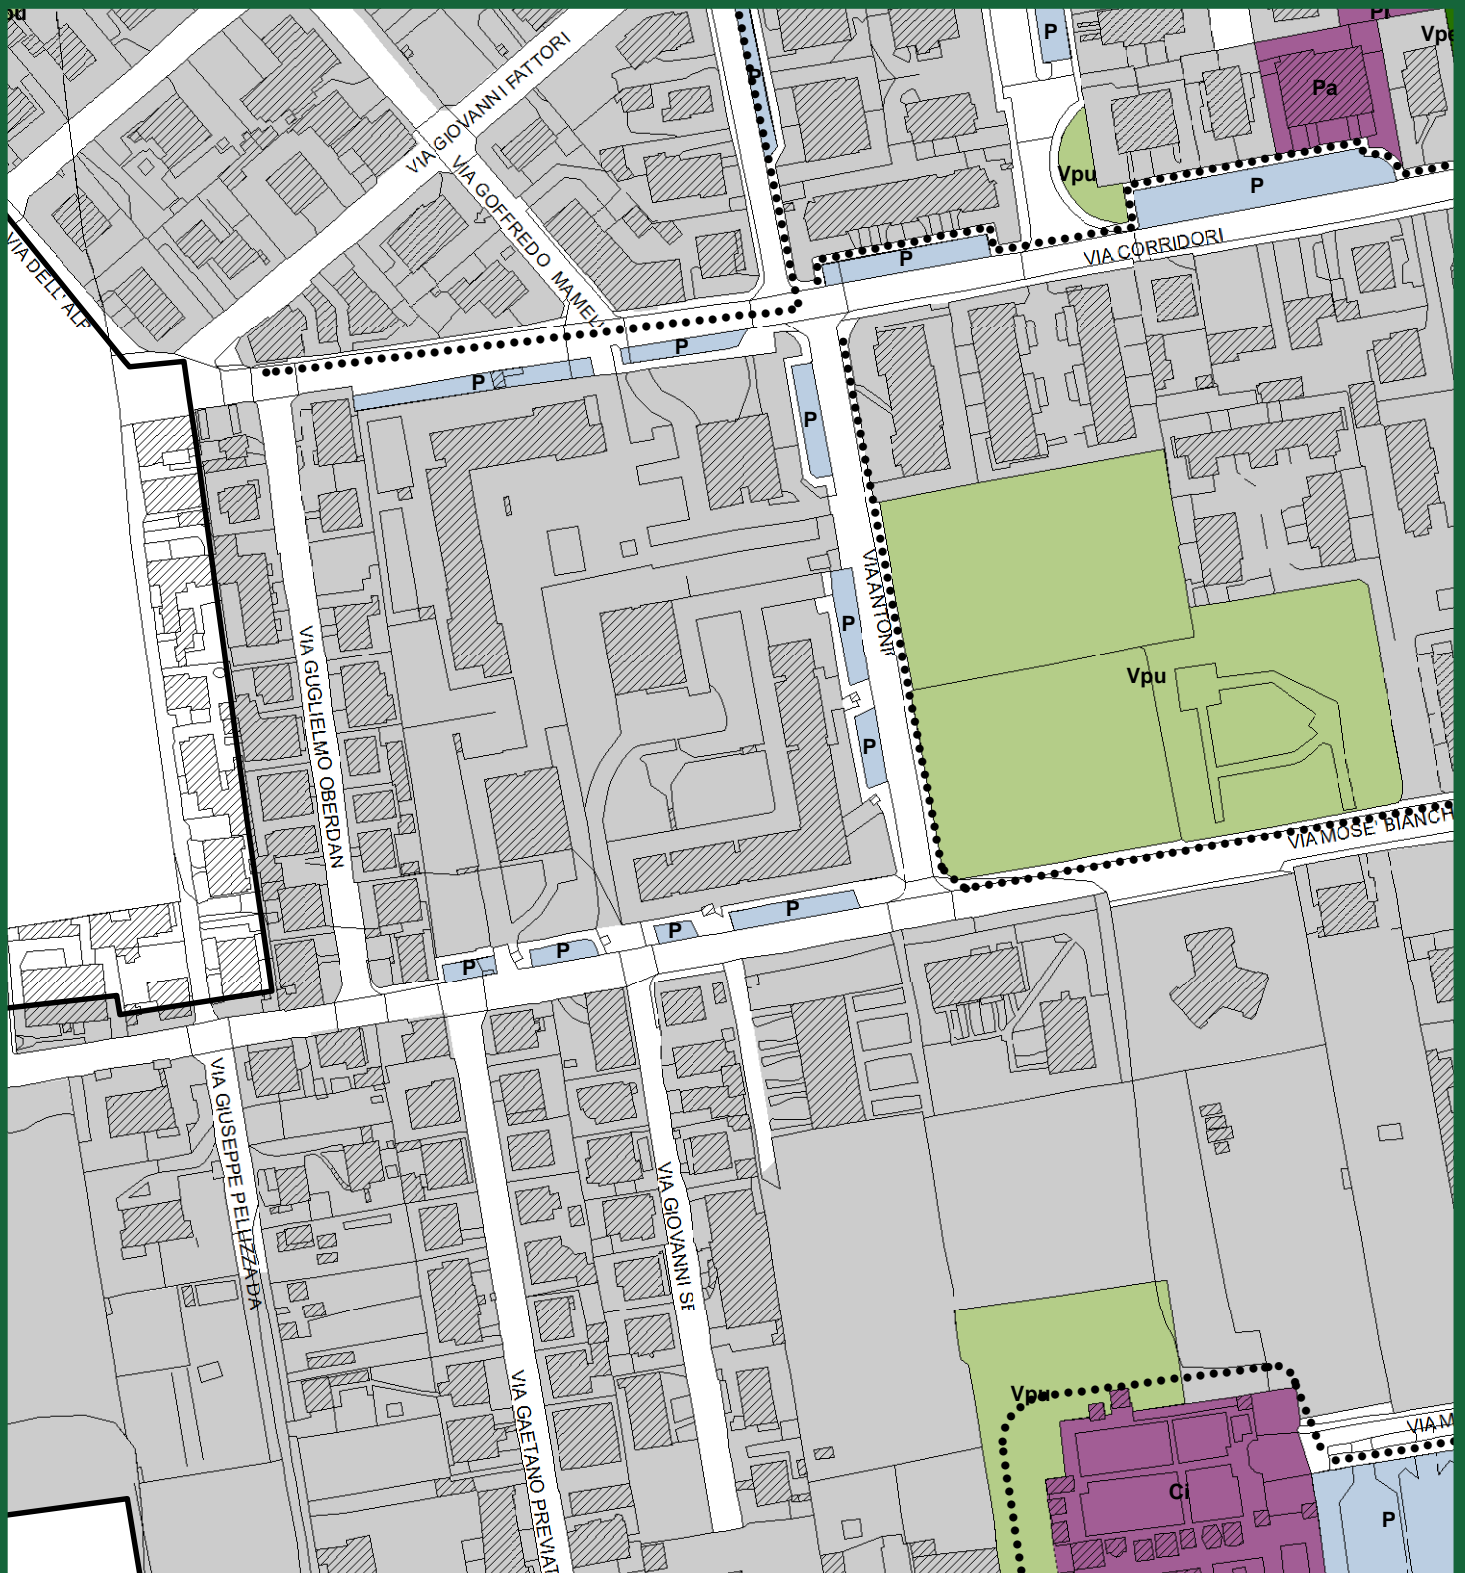 P
Pa
VIA GIOVANNI FATTORI
P
Vpu
P
VIA GOFFREDO MAMELI
VIA CORRIDORI
P
VIA DELL' ALP
P
P
P
VIA ANTONI
P
Vpu
VIA GUGLIELMO OBERDAN
P
VIA MOSE' BIANCH
P
P
P
P
VIA GIUSEPPE PELLIZZA DA
VIA GIOVANNI SE
VIA GAETANO PREVIAT
Vpu
VIA M
Ci
P